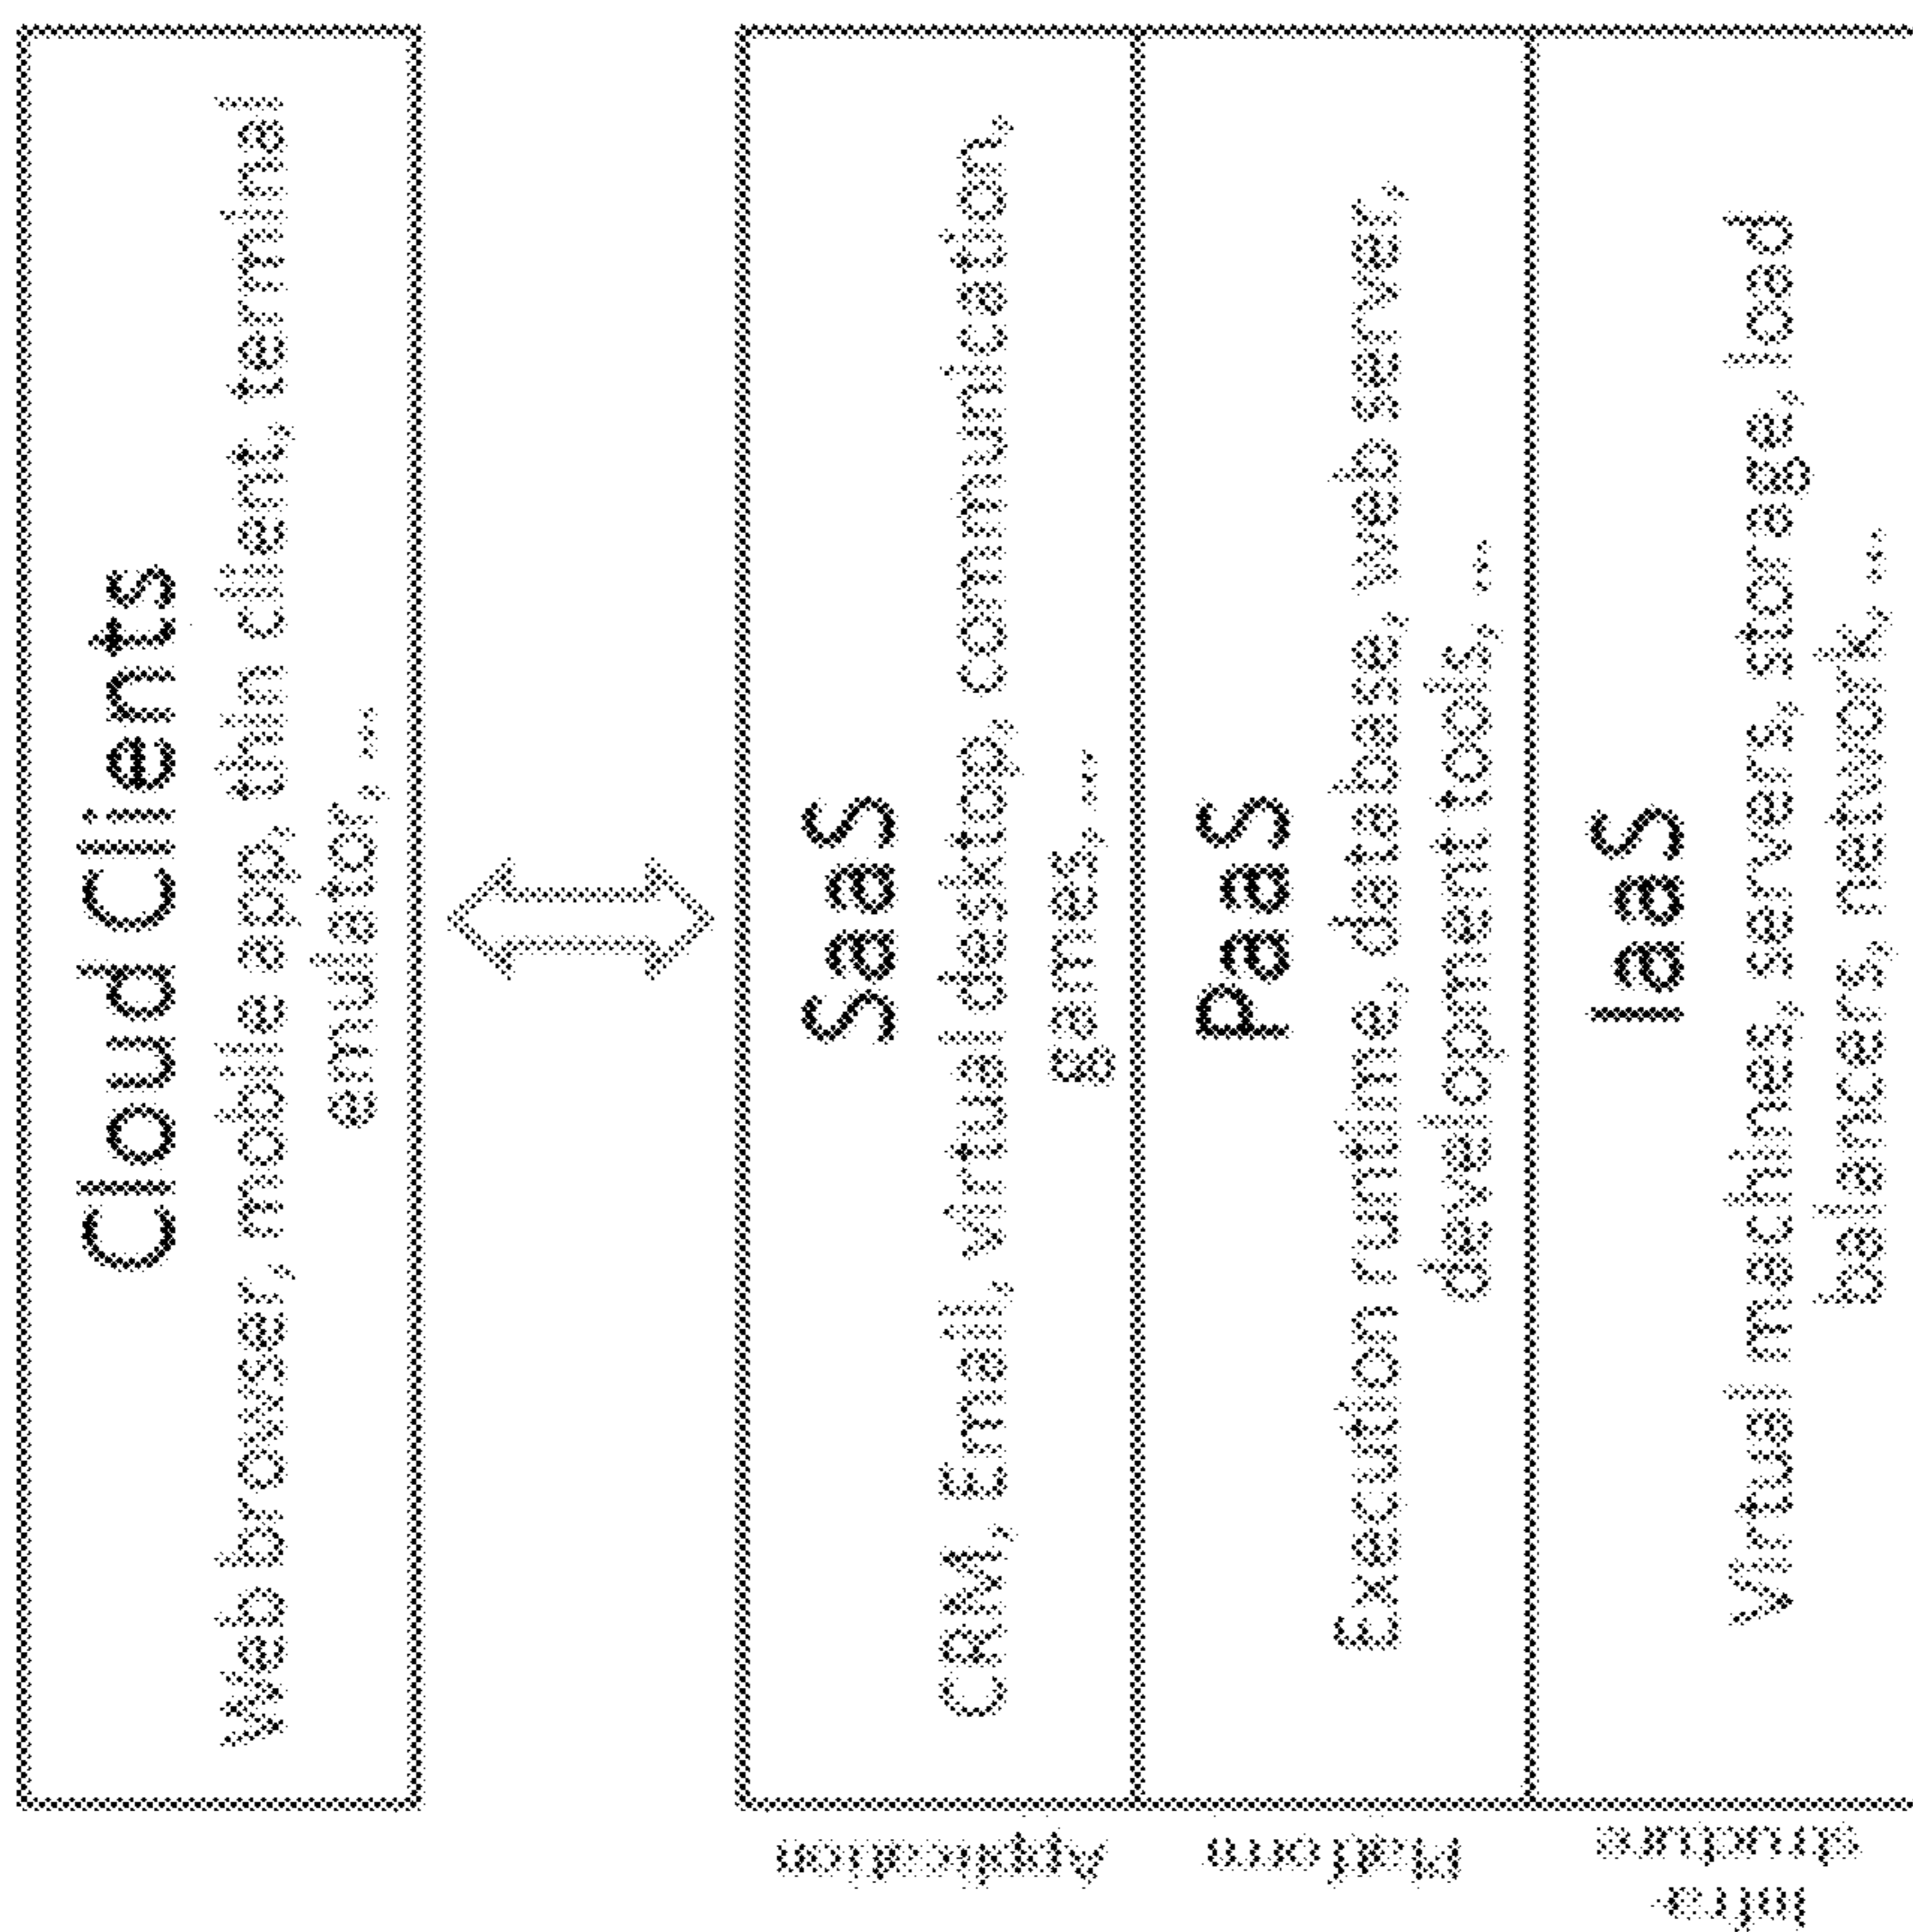 Cloud Clients
Web browser, mobile app, thin client, terminal
emulator, ...
SaaS
CRM, Email, virtual desktop, communication,
games, ...
Application
PaaS
Execution runtime, database, web server,
development tools, ...
Platform
IaaS
Virtual machines, servers, storage, load
balancers, network, ...
Infra-
structure